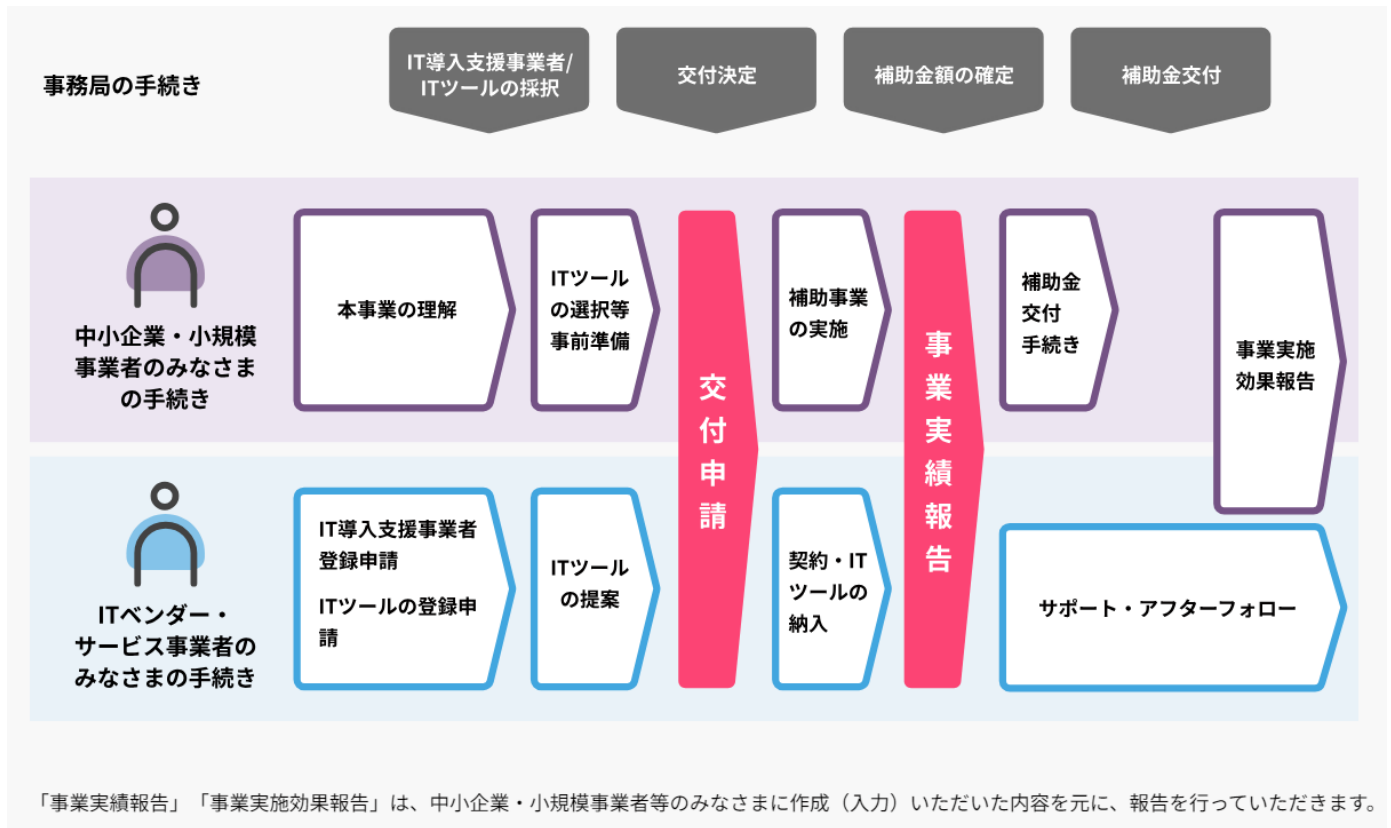 事務局の手続き
IT導入支援事業者/
ITツールの採択
交付決定
補助金額の確定
補助金交付
中小企業・小規模
事業者のみなさま
の手続き
本事業の理解
ITツール
の選択等
事前準備
交付申請
補助事業
の実施
事業実績報告
補助金
交付
手続き
事業実施
効果報告
ITベンダー・
サービス事業者の
みなさまの手続き
IT導入支援事業者
登録申請
ITツールの登録申
請
ITツール
の提案
契約・IT
ツールの
納入
サポート・アフターフォロー
「事業実績報告」「事業実施効果報告」は、中小企業・小規模事業者等のみなさまに作成（入力）いただいた内容を元に、報告を行っていただきます。